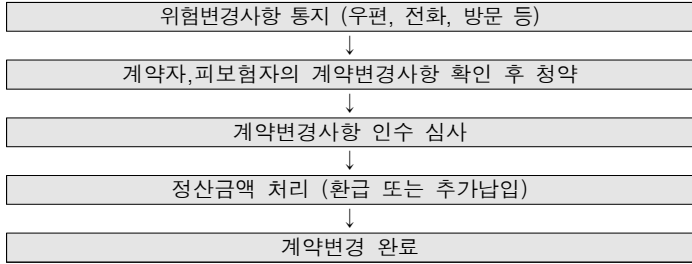 위험변경사항 통지 (우편, 전화, 방문 등)
↓
계약자,피보험자의 계약변경사항 확인 후 청약
↓
계약변경사항 인수 심사
↓
정산금액 처리 (환급 또는 추가납입)
↓
계약변경 완료